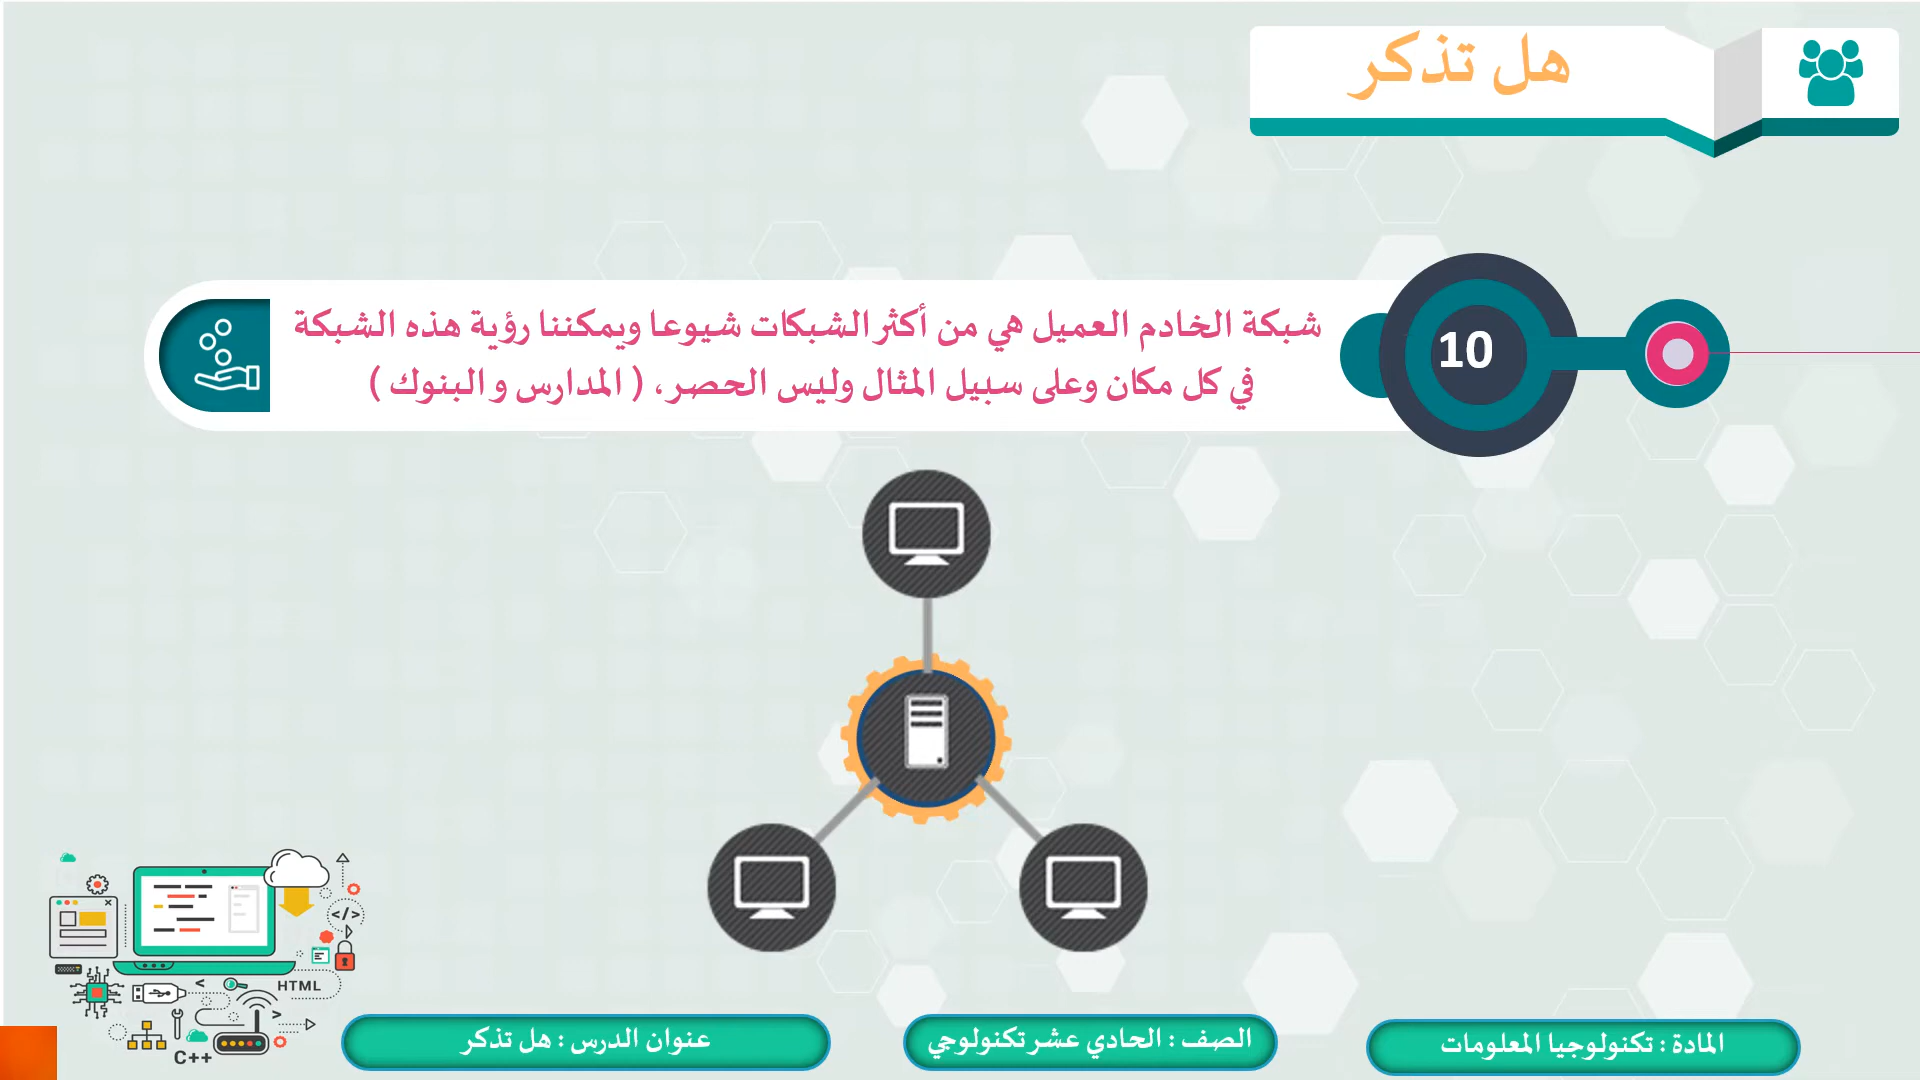 هل تذكر
10
شبكة الخادم العميل هي من أكثر الشبكات شيوعا ويمكننا رؤية هذه الشبكة
في كل مكان وعلى سبيل المثال وليس الحصر، ( المدارس و البنوك )
</>
HTML
C++
المادة : تكنولوجيا المعلومات
الصف : الحادي عشر تكنولوجي
عنوان الدرس : هل تذكر